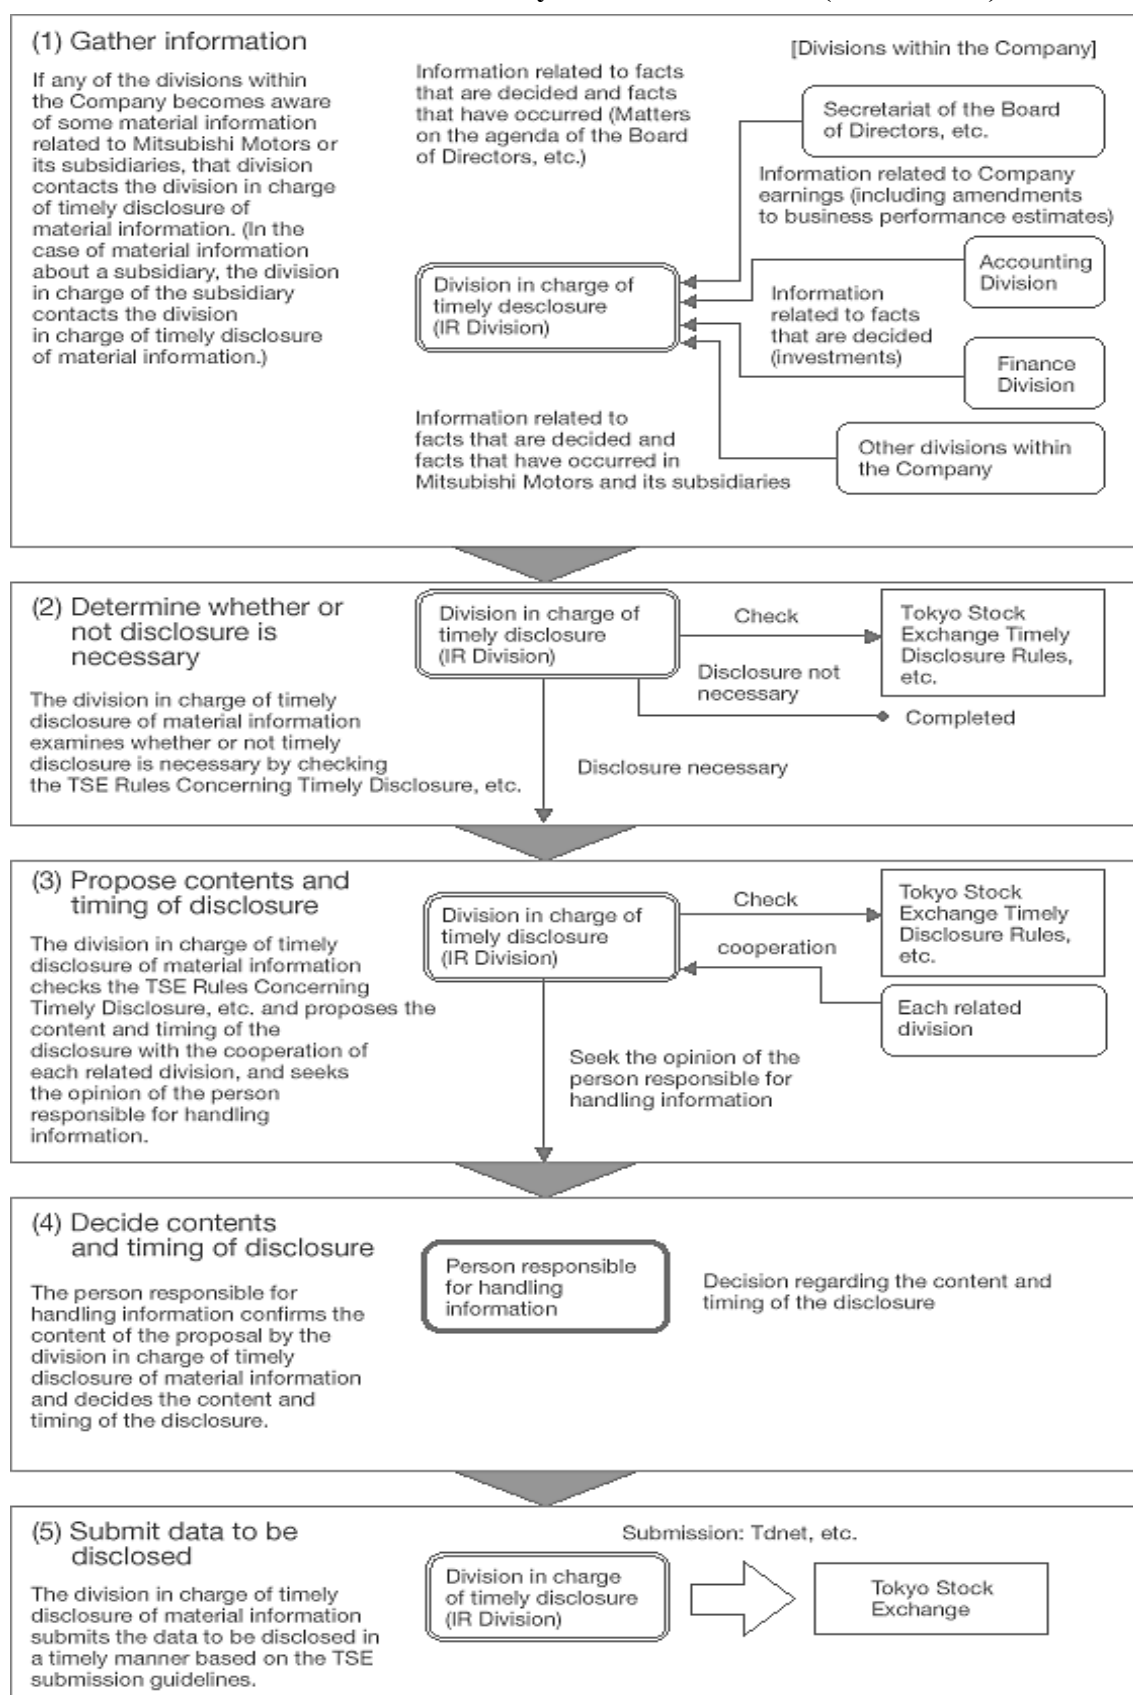 (1) Gather information
If any of the divisions within
the Company becomes aware
of some material information
related to Mitsubishi Motors or
its subsidiaries, that division
contacts the division in charge
of timely disclosure of
material information. (In the
case of material information
about a subsidiary, the division
in charge of the subsidiary
contacts the division
in charge of timely disclosure
of material information.)
Information related to facts
that are decided and facts
that have occurred (Matters
on the agenda of the Board
of Directors, etc.)
[Divisions within the Company]
Secretariat of the Board
of Directors, etc.
Information related to Company
earnings (including amendments
to business performance estimates)
Accounting
Division
Division in charge of
timely desclosure
(IR Division)
Information
related to facts
that are decided
(investments)
Finance
Division
Information related to
facts that are decided and
facts that have occurred in
Mitsubishi Motors and its subsidiaries
Other divisions within
the Company
(2) Determine whether or
not disclosure is
necessary
The division in charge of timely
disclosure of material information
examines whether or not timely
disclosure is necessary by checking
the TSE Rules Concerning Timely Disclosure, etc.
Division in charge of
timely disclosure
(IR Division)
Check
Tokyo Stock
Exchange Timely
Disclosure Rules,
etc.
Disclosure not
necessary
Completed
Disclosure necessary
(3) Propose contents and
timing of disclosure
The division in charge of timely
disclosure of material information
checks the TSE Rules Concerning
Timely Disclosure, etc. and proposes the
content and timing of the
disclosure with the cooperation of
each related division, and seeks
the opinion of the person
responsible for handling
information.
Division in charge of
timely disclosure
(IR Division)
Check
Tokyo Stock
Exchange Timely
Disclosure Rules,
etc.
cooperation
Each related
division
Seek the opinion of the
person responsible for
handling information
(4) Decide contents
and timing of disclosure
The person responsible for
handling information confirms the
content of the proposal by the
division in charge of timely
disclosure of material information
and decides the content and
timing of the disclosure.
Person responsible
for handling
information
Decision regarding the content and
timing of the disclosure
(5) Submit data to be
disclosed
The division in charge of timely
disclosure of material information
submits the data to be disclosed in
a timely manner based on the TSE
submission guidelines.
Submission: Tdnet, etc.
Division in charge
of timely disclosure
(IR Division)
Tokyo Stock
Exchange